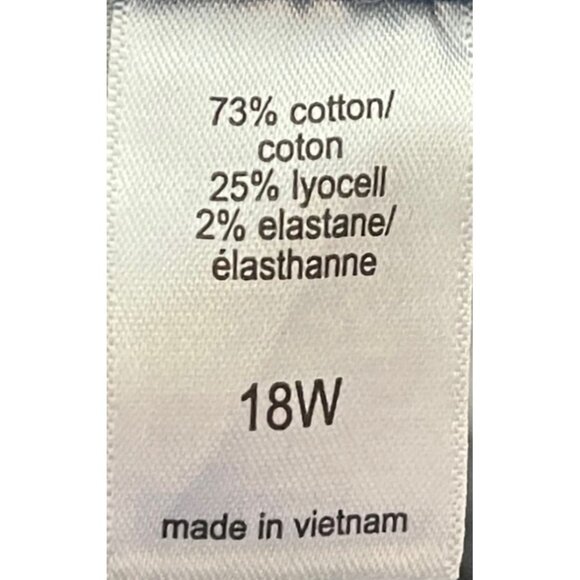 73% cotton/
coton
25% lyocell
2% elastane/
élasthanne
18W
made in vietnam